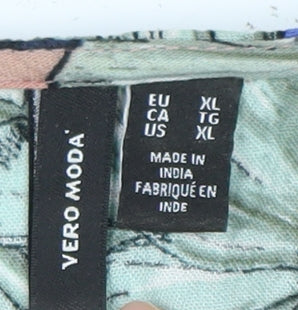 VERO MODA
EU XL
CA TG
US XL
MADE IN
INDIA
FABRIQUÉ EN
INDE